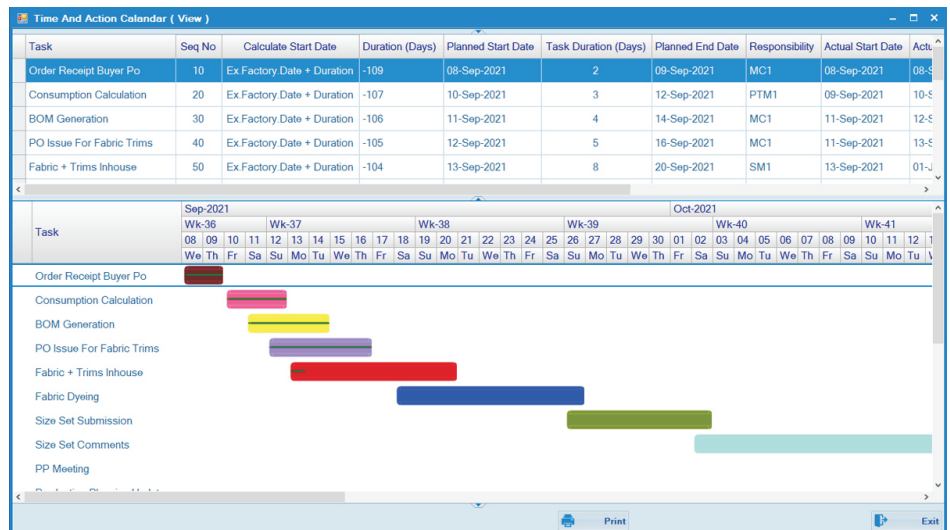 Time And Action Calandar ( View )
Task Seq No Calculate Start Date Duration (Days) Planned Start Date Task Duration (Days) Planned End Date Responsibility Actual Start Date Actu
Order Receipt Buyer Po 10 Ex.Factory.Date + Duration -109 08-Sep-2021 2 09-Sep-2021 MC1 08-Sep-2021 08-S
Consumption Calculation 20 Ex.Factory.Date + Duration -107 10-Sep-2021 3 12-Sep-2021 PTM1 09-Sep-2021 10-S
BOM Generation 30 Ex.Factory.Date + Duration -106 11-Sep-2021 4 14-Sep-2021 MC1 11-Sep-2021 12-S
PO Issue For Fabric Trims 40 Ex.Factory.Date + Duration -105 12-Sep-2021 5 16-Sep-2021 MC1 11-Sep-2021 13-S
Fabric + Trims Inhouse 50 Ex.Factory.Date + Duration -104 13-Sep-2021 8 20-Sep-2021 SM1 13-Sep-2021 01-J
Sep-2021 Oct-2021
Task
Wk-36 Wk-37 Wk-38 Wk-39 Wk-40 Wk-41
08 09 10 11 12 13 14 15 16 17 18 19 20 21 22 23 24 25 26 27 28 29 30 01 02 03 04 05 06 07 08 09 10 11 12 1
We Th Fr Sa Su Mo Tu We Th Fr Sa Su Mo Tu We Th Fr Sa Su Mo Tu We Th Fr Sa Su Mo Tu We Th Fr Sa Su Mo Tu
Order Receipt Buyer Po
Consumption Calculation
BOM Generation
PO Issue For Fabric Trims
Fabric + Trims Inhouse
Fabric Dyeing
Size Set Submission
Size Set Comments
PP Meeting
Print Exit